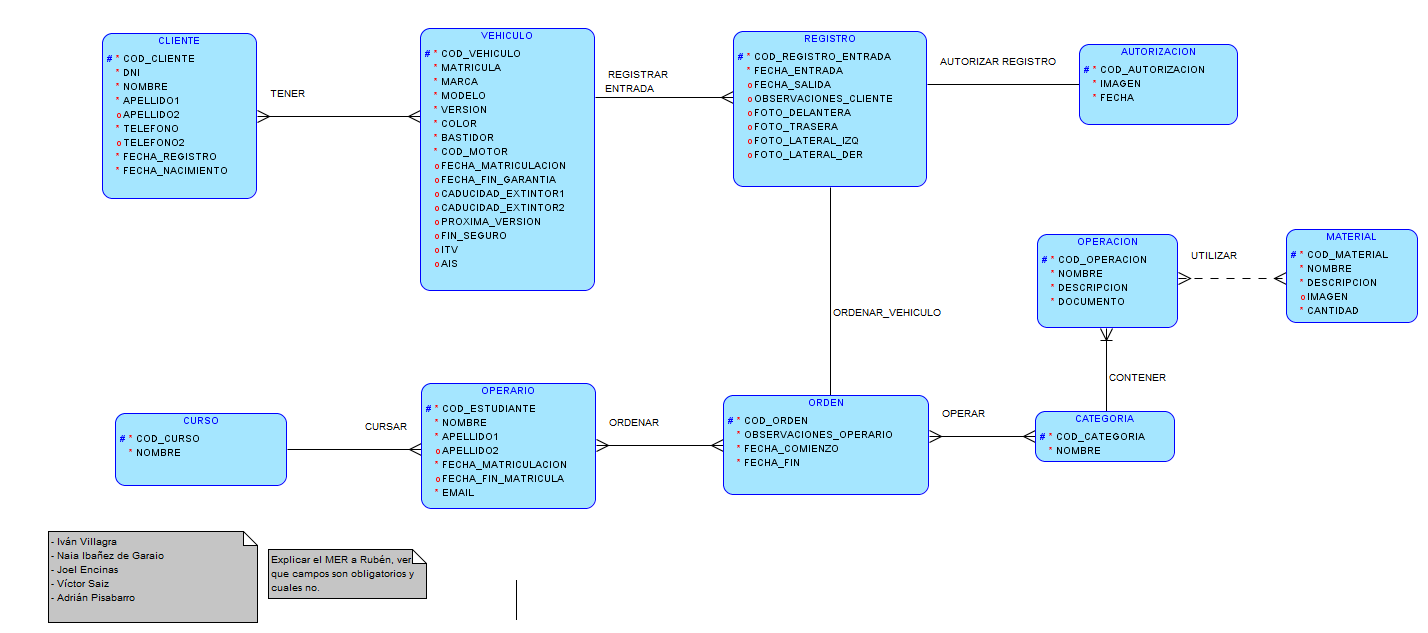 CLIENTE
# * COD_CLIENTE
* DNI
* NOMBRE
* APELLIDO1
o APELLIDO2
* TELEFONO
o TELEFONO2
* FECHA_REGISTRO
* FECHA_NACIMIENTO
TENER
VEHICULO
# * COD_VEHICULO
* MATRICULA
* MARCA
* MODELO
* VERSION
* COLOR
* BASTIDOR
* COD_MOTOR
o FECHA_MATRICULACION
o FECHA_FIN_GARANTIA
o CADUCIDAD_EXTINTOR1
o CADUCIDAD_EXTINTOR2
o PROXIMA_VERSION
o FIN_SEGURO
o ITV
o AIS
REGISTRAR
ENTRADA
REGISTRO
# * COD_REGISTRO_ENTRADA
* FECHA_ENTRADA
o FECHA_SALIDA
o OBSERVACIONES_CLIENTE
o FOTO_DELANTERA
o FOTO_TRASERA
o FOTO_LATERAL_IZQ
o FOTO_LATERAL_DER
AUTORIZAR REGISTRO
AUTORIZACION
# * COD_AUTORIZACION
* IMAGEN
* FECHA
OPERACION
# * COD_OPERACION
* NOMBRE
* DESCRIPCION
* DOCUMENTO
UTILIZAR
MATERIAL
# * COD_MATERIAL
* NOMBRE
* DESCRIPCION
o IMAGEN
* CANTIDAD
ORDENAR_VEHICULO
CONTENER
CURSO
# * COD_CURSO
* NOMBRE
CURSAR
OPERARIO
# * COD_ESTUDIANTE
* NOMBRE
* APELLIDO1
o APELLIDO2
* FECHA_MATRICULACION
o FECHA_FIN_MATRICULA
* EMAIL
ORDENAR
ORDEN
# * COD_ORDEN
* OBSERVACIONES_OPERARIO
* FECHA_COMIENZO
* FECHA_FIN
OPERAR
CATEGORIA
# * COD_CATEGORIA
* NOMBRE
- Iván Villagra
- Naia Ibañez de Garaio
- Joel Encinas
- Víctor Saiz
- Adrián Pisabarro
Explicar el MER a Rubén, ver
que campos son obligatorios y
cuales no.